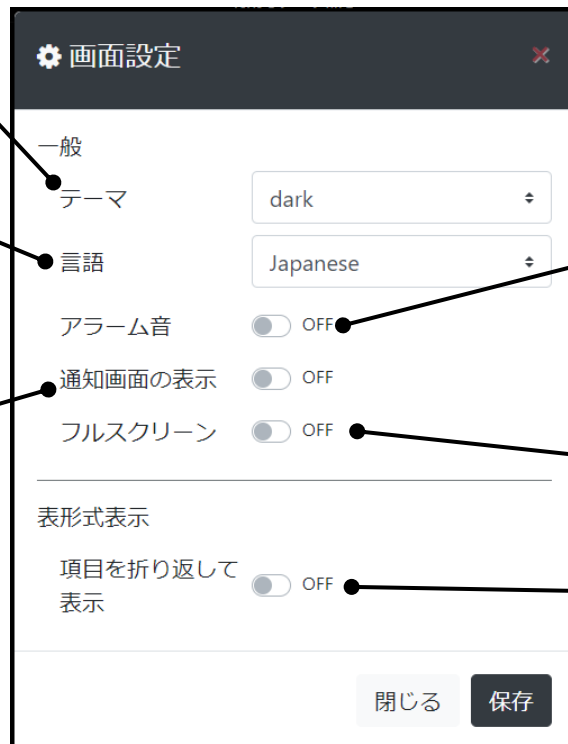 画面設定
一般
テーマ dark
言語 Japanese
アラーム音 OFF
通知画面の表示 OFF
フルスクリーン OFF
表形式表示
項目を折り返して
表示 OFF
閉じる 保存